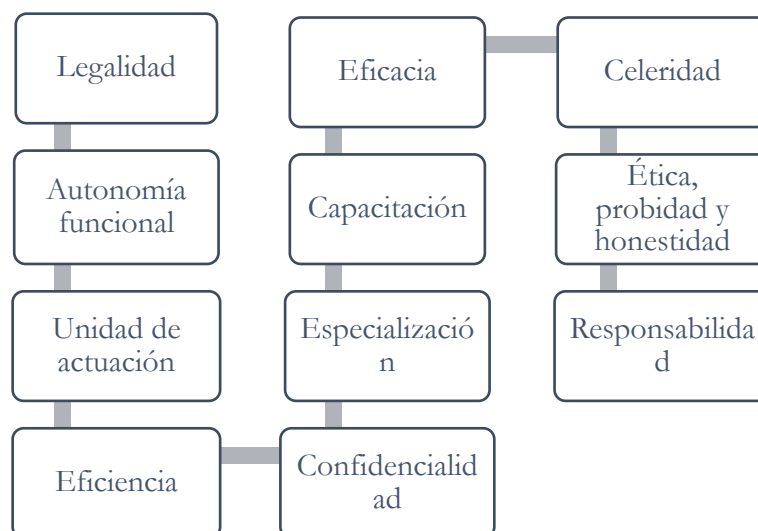 Legalidad
Autonomía
funcional
Unidad de
actuación
Eficiencia
Confidencialid
ad
Especializació
n
Capacitación
Eficacia
Celeridad
Ética,
probidad y
honestidad
Responsabilida
d